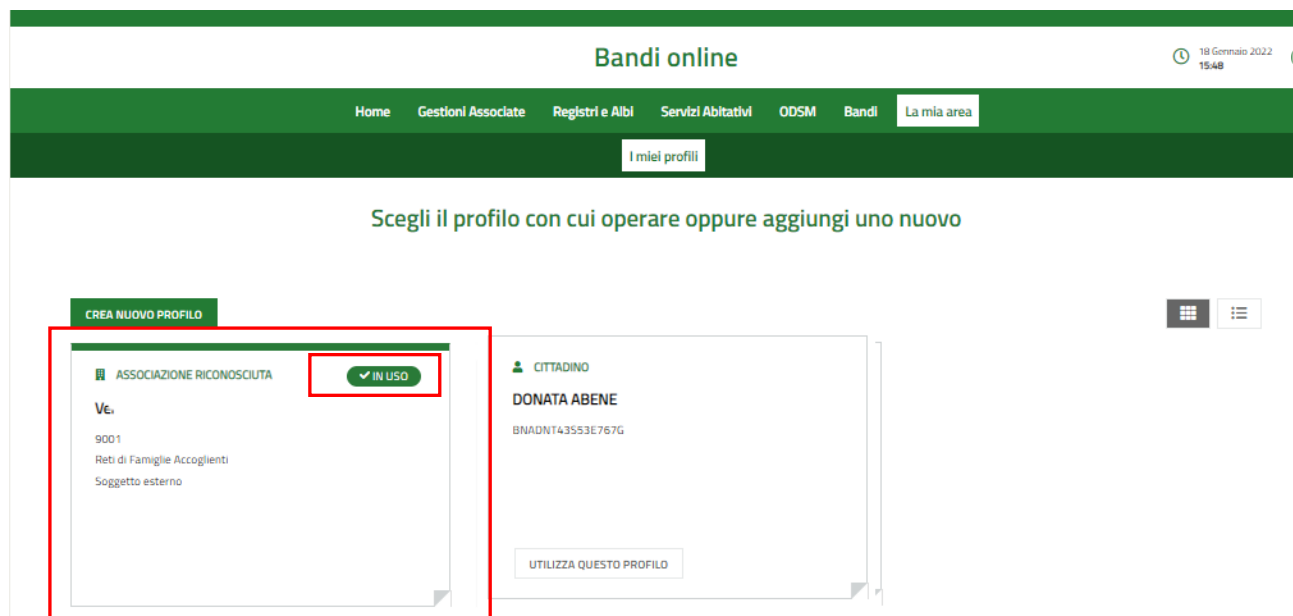 Bandi online
18 Gennaio 2022
15:48
Home Gestioni Associate Registri e Albi Servizi Abitativi ODSM Bandi La mia area
I miei profili
Scegli il profilo con cui operare oppure aggiungi uno nuovo
CREA NUOVO PROFILO
ASSOCIAZIONE RICONOSCIUTA
IN USO
9001
Reti di Famiglie Accoglienti
Soggetto esterno
CITTADINO
DONATA ABENE
BNADNT43S53E767G
UTILIZZA QUESTO PROFILO